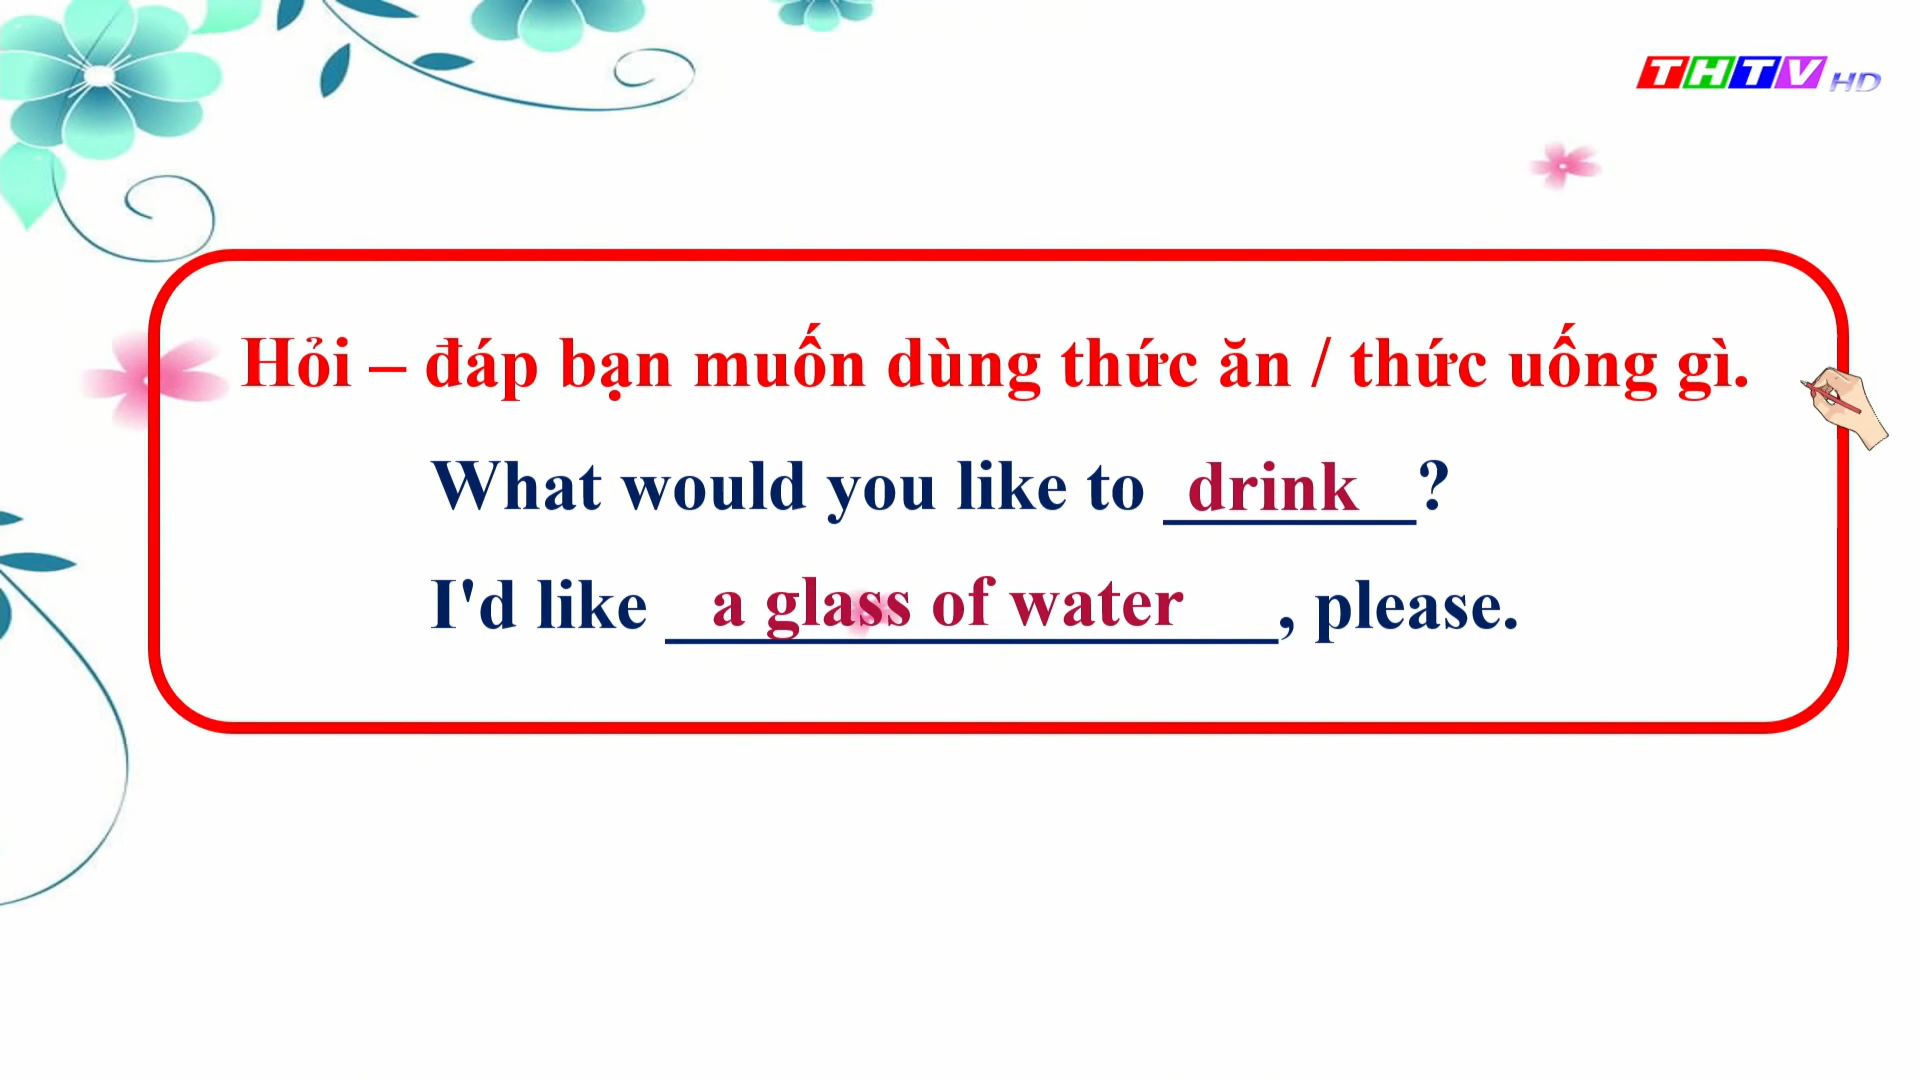 THTV HD
Hỏi – đáp bạn muốn dùng thức ăn / thức uống gì.
What would you like to drink?
I'd like a glass of water, please.